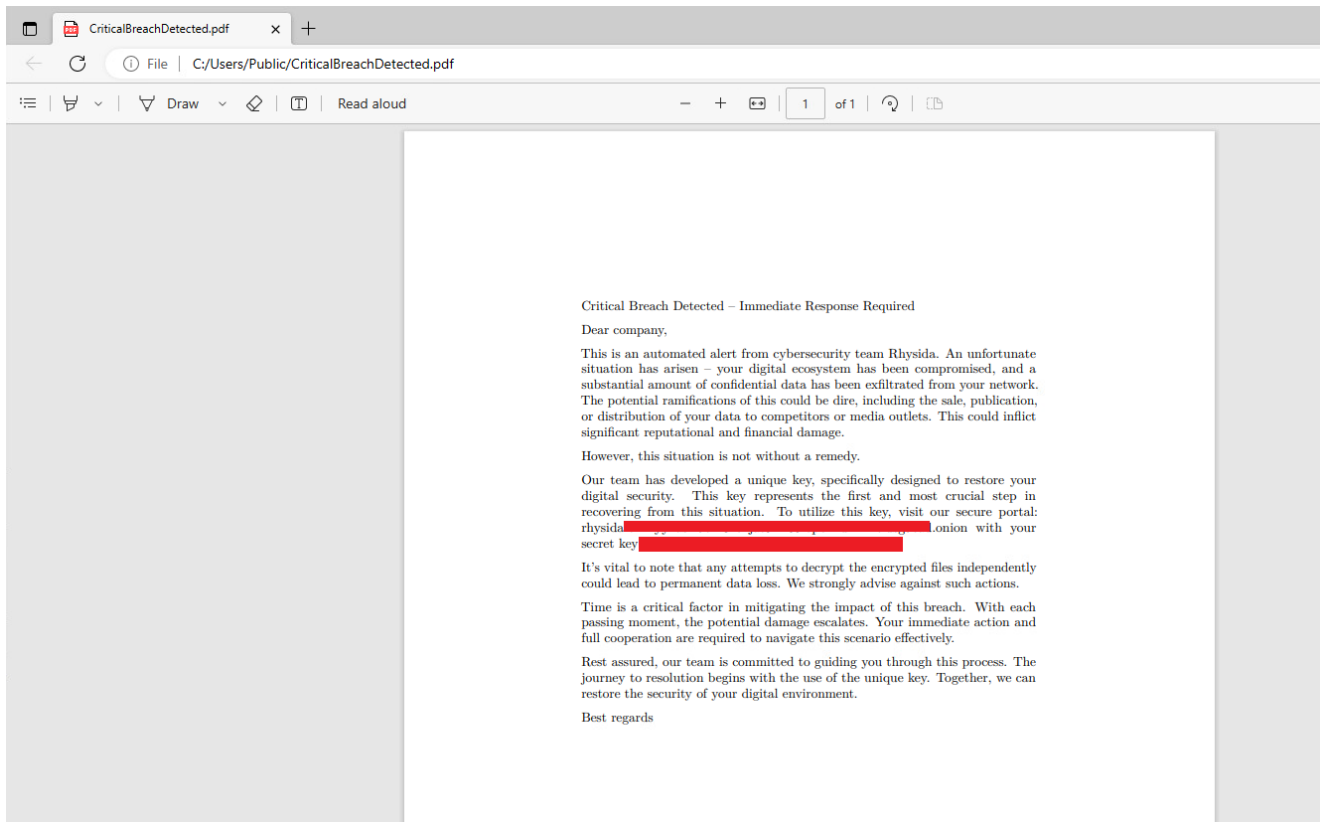 CriticalBreachDetected.pdf
File C:/Users/Public/CriticalBreachDetected.pdf
Draw Read aloud 1 of 1
Critical Breach Detected – Immediate Response Required
Dear company,
This is an automated alert from cybersecurity team Rhysida. An unfortunate
situation has arisen – your digital ecosystem has been compromised, and a
substantial amount of confidential data has been exfiltrated from your network.
The potential ramifications of this could be dire, including the sale, publication,
or distribution of your data to competitors or media outlets. This could inflict
significant reputational and financial damage.
However, this situation is not without a remedy.
Our team has developed a unique key, specifically designed to restore your
digital security. This key represents the first and most crucial step in
recovering from this situation. To utilize this key, visit our secure portal:
rhysida .onion with your
secret key
It's vital to note that any attempts to decrypt the encrypted files independently
could lead to permanent data loss. We strongly advise against such actions.
Time is a critical factor in mitigating the impact of this breach. With each
passing moment, the potential damage escalates. Your immediate action and
full cooperation are required to navigate this scenario effectively.
Rest assured, our team is committed to guiding you through this process. The
journey to resolution begins with the use of the unique key. Together, we can
restore the security of your digital environment.
Best regards